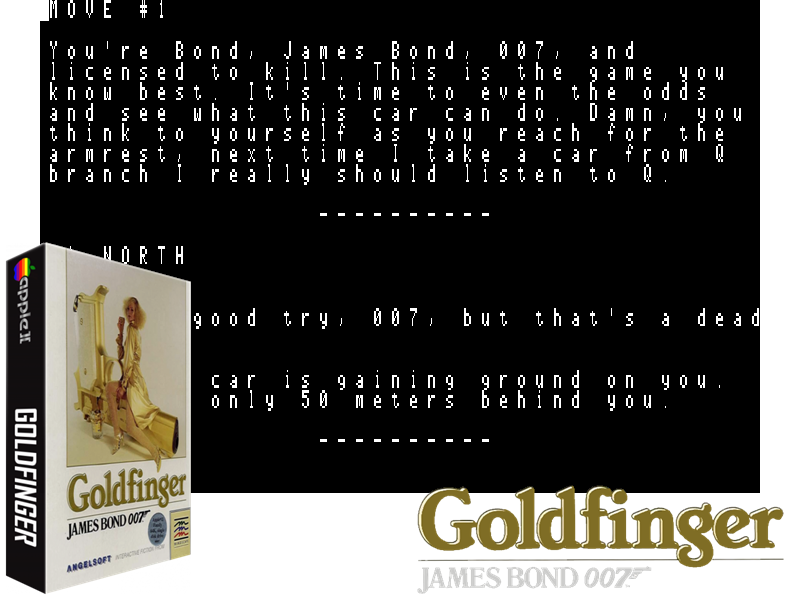 MOVE #1
You're Bond, James Bond, 007, and
licensed to kill. This is the game you
know best. It's time to even the odds
and see what this car can do. Damn, you
think to yourself as you reach for the
armrest, next time I take a car from Q
branch I really should listen to Q.
----------
NORTH
good try, 007, but that's a dead
car is gaining ground on you.
only 50 meters behind you.
----------
apple II
GOLDFINGER
Goldfinger
JAMES BOND 007
ANGELSOFT
Goldfinger
JAMES BOND 007